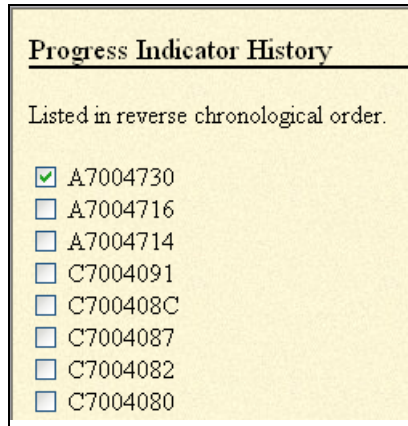 Progress Indicator History
Listed in reverse chronological order.
A7004730
A7004716
A7004714
C7004091
C700408C
C7004087
C7004082
C7004080